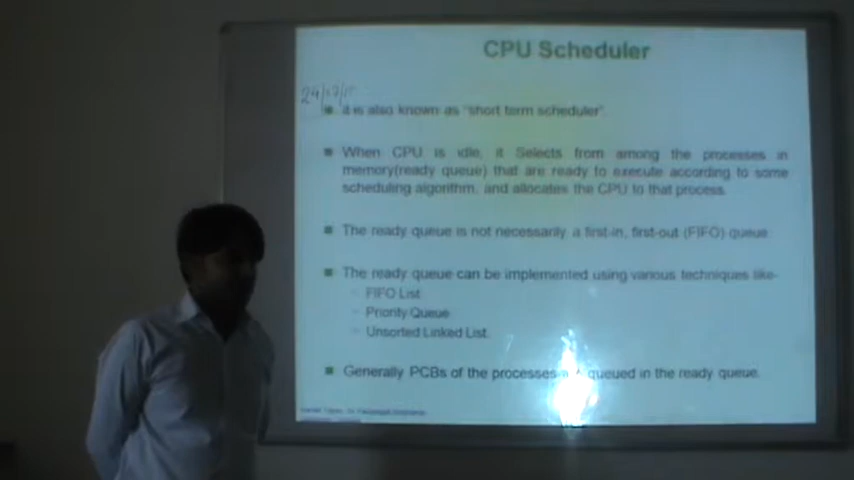 CPU Scheduler
24/
It is also known as "short term scheduler".
When CPU is idle, it Selects from among the processes in
memory(ready queue) that are ready to execute according to some
scheduling algorithm, and allocates the CPU to that process.
The ready queue is not necessarily a first-in, first-out (FIFO) queue.
The ready queue can be implemented using various techniques like-
FIFO List
Priority Queue
Unsorted Linked List.
Generally PCBs of the processes queued in the ready queue.